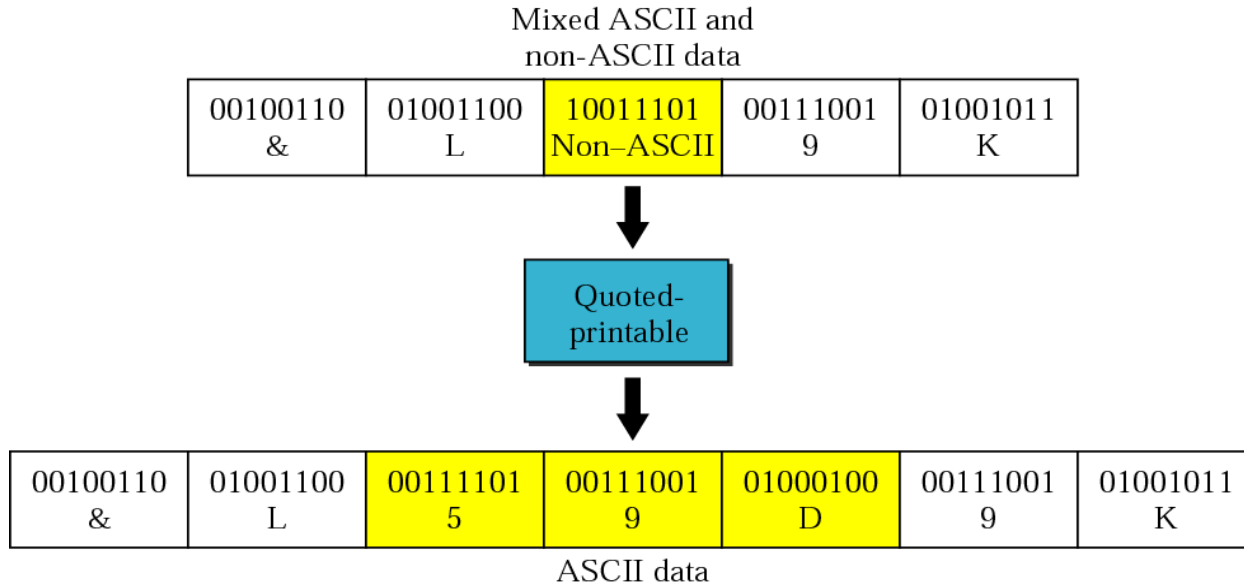 Mixed ASCII and
non-ASCII data
00100110 01001100 10011101 00111001 01001011
& L Non–ASCII 9 K
Quoted-
printable
00100110 01001100 00111101 00111001 01000100 00111001 01001011
& L 5 9 D 9 K
ASCII data